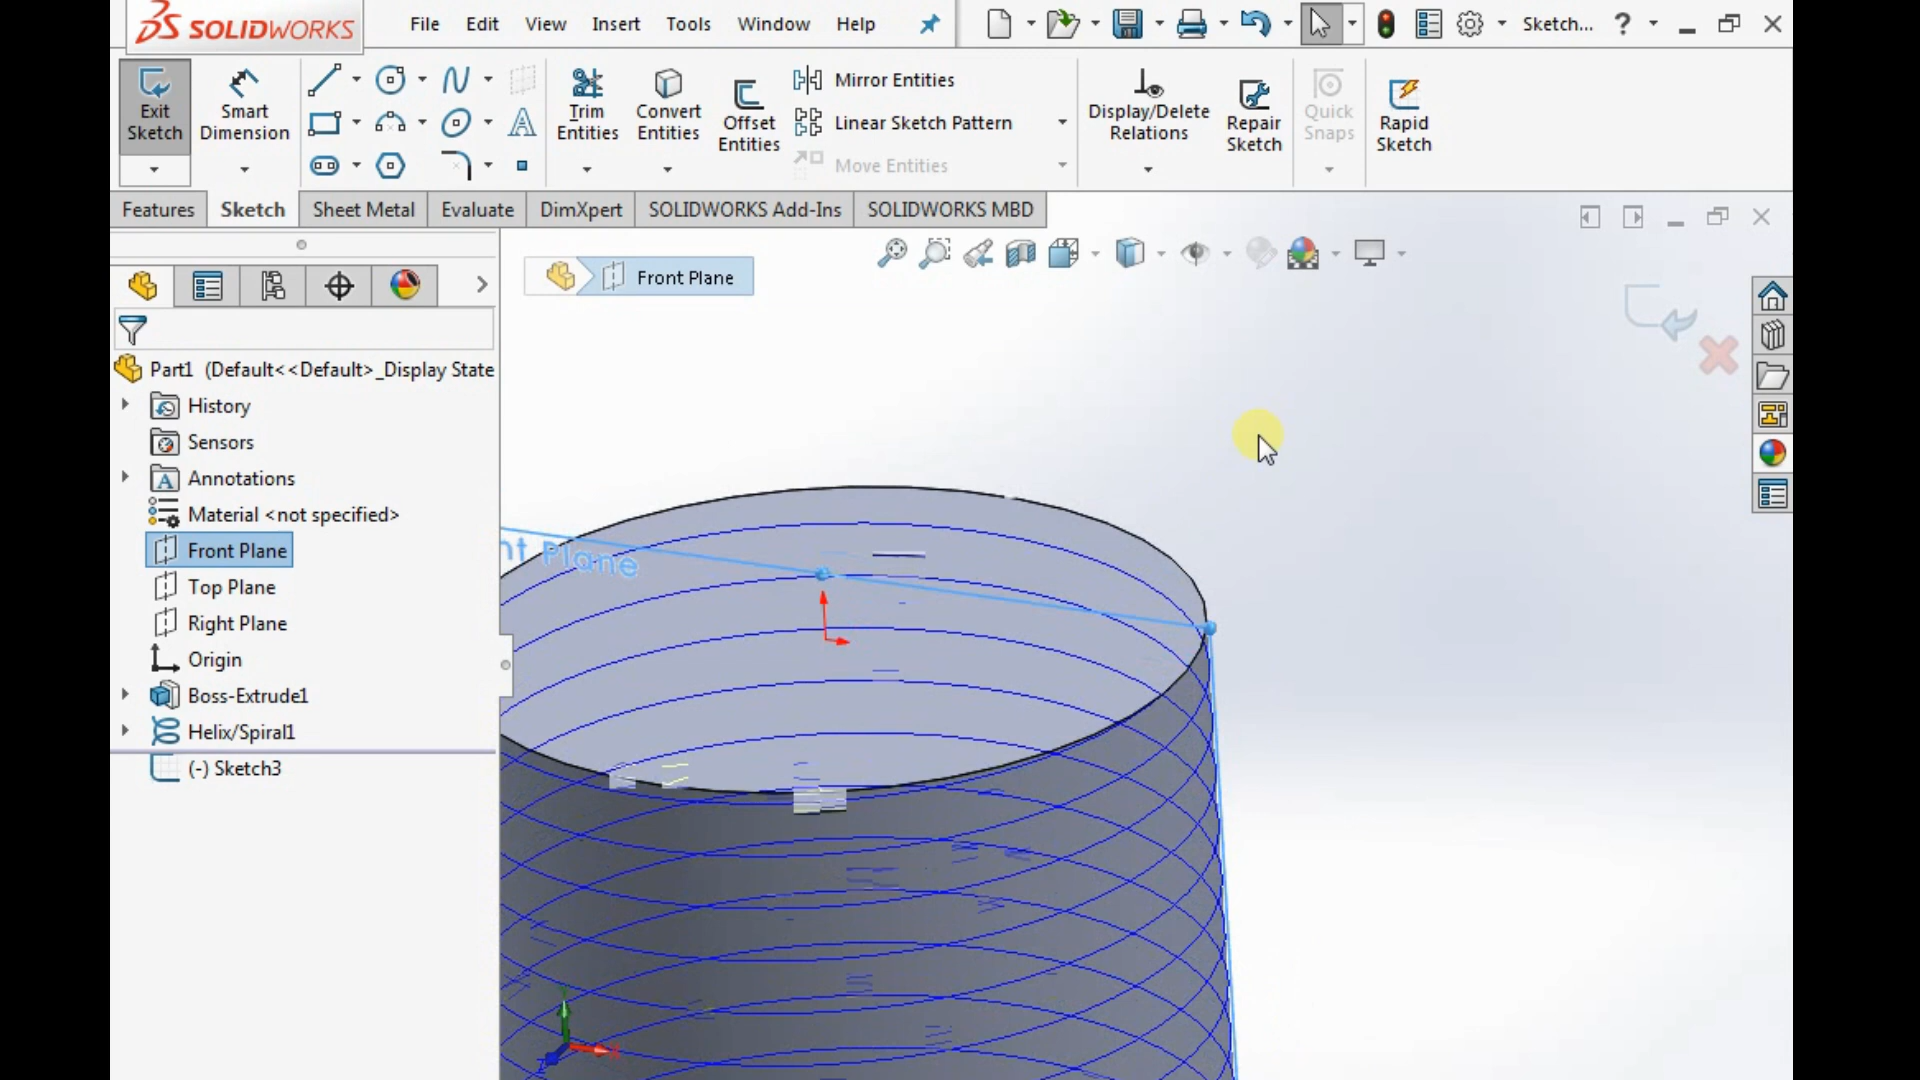 SOLIDWORKS File Edit View Insert Tools Window Help Sketch... ?
Exit Sketch
Smart Dimension
Trim Entities
Convert Entities
Offset Entities
Mirror Entities
Linear Sketch Pattern
Move Entities
Display/Delete Relations
Repair Sketch
Quick Snaps
Rapid Sketch
Features Sketch Sheet Metal Evaluate DimXpert SOLIDWORKS Add-Ins SOLIDWORKS MBD
Front Plane
Part1 (Default<<Default>_Display State
History
Sensors
Annotations
Material <not specified>
Front Plane
nt Plane
Top Plane
Right Plane
Origin
Boss-Extrude1
Helix/Spiral1
(-) Sketch3